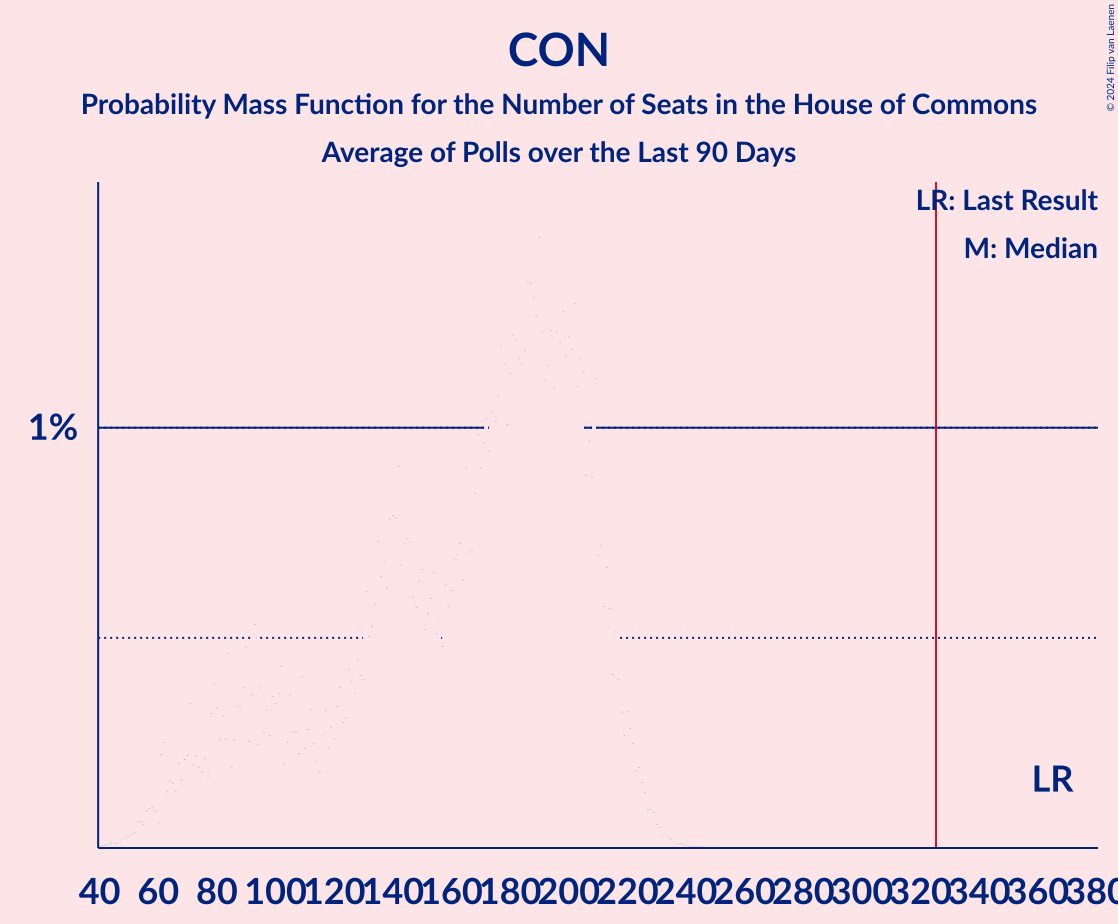 © 2024 Filip van Laenen
CON
Probability Mass Function for the Number of Seats in the House of Commons
Average of Polls over the Last 90 Days
LR: Last Result
M: Median
1%
LR
40 60 80 100 120 140 160 180 200 220 240 260 280 300 320 340 360 380